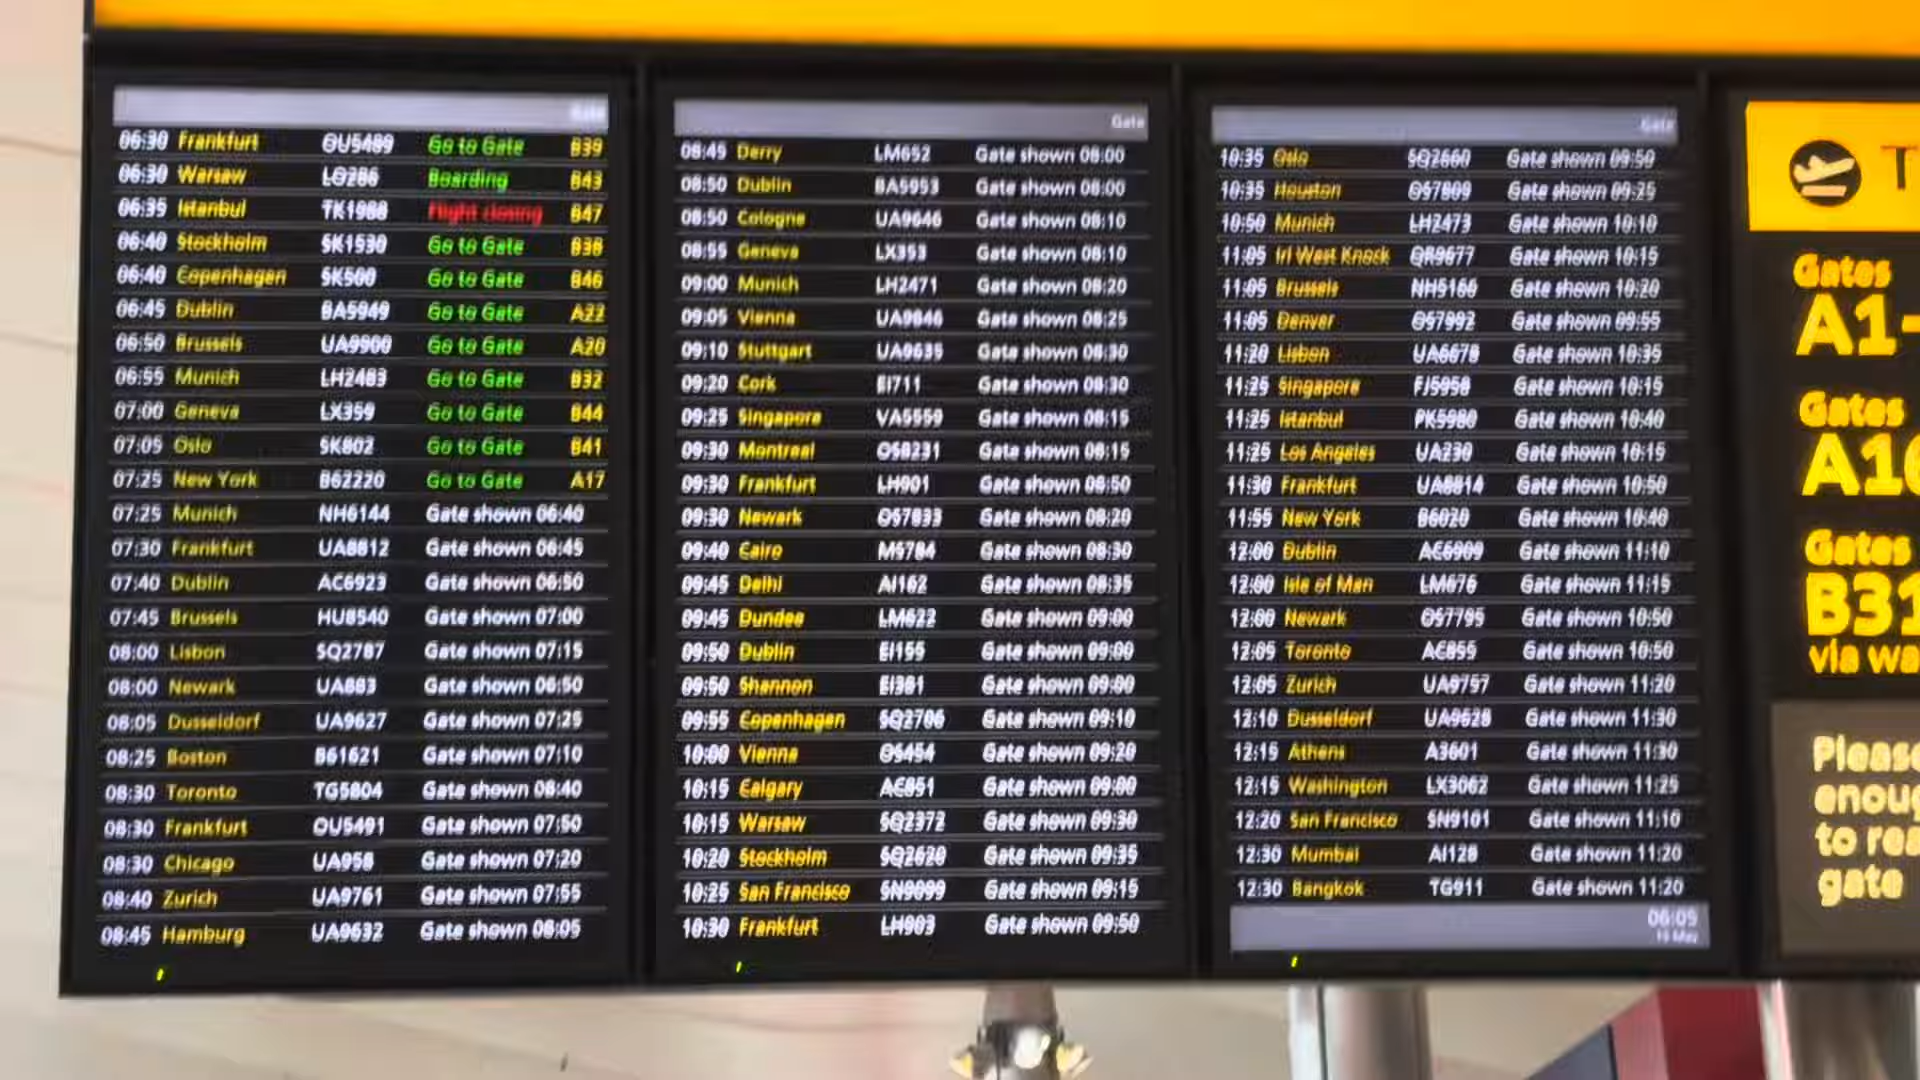 Gate
06:30 Frankfurt OU5489 Go to Gate B39
06:30 Warsaw LO286 Boarding B43
06:35 Istanbul TK1988 Flight closing B47
06:40 Stockholm SK1530 Go to Gate B38
06:40 Copenhagen SK500 Go to Gate B46
06:45 Dublin BA5949 Go to Gate A22
06:50 Brussels UA9900 Go to Gate A20
06:55 Munich LH2483 Go to Gate B32
07:00 Geneva LX359 Go to Gate B44
07:05 Oslo SK802 Go to Gate B41
07:25 New York B62220 Go to Gate A17
07:25 Munich NH6144 Gate shown 06:40
07:30 Frankfurt UA8812 Gate shown 06:45
07:40 Dublin AC6923 Gate shown 06:50
07:45 Brussels HU8540 Gate shown 07:00
08:00 Lisbon SQ2787 Gate shown 07:15
08:00 Newark UA883 Gate shown 06:50
08:05 Dusseldorf UA9627 Gate shown 07:25
08:25 Boston B61621 Gate shown 07:10
08:30 Toronto TG5804 Gate shown 08:40
08:30 Frankfurt OU5491 Gate shown 07:50
08:30 Chicago UA958 Gate shown 07:20
08:40 Zurich UA9761 Gate shown 07:55
08:45 Hamburg UA9632 Gate shown 08:05
Gate
08:45 Derry LM652 Gate shown 08:00
08:50 Dublin BA5953 Gate shown 08:00
08:50 Cologne UA9646 Gate shown 08:10
08:55 Geneva LX353 Gate shown 08:10
09:00 Munich LH2471 Gate shown 08:20
09:05 Vienna UA9846 Gate shown 08:25
09:10 Stuttgart UA9635 Gate shown 08:30
09:20 Cork EI711 Gate shown 08:30
09:25 Singapore VA5559 Gate shown 08:15
09:30 Montreal OS8231 Gate shown 08:15
09:30 Frankfurt LH901 Gate shown 08:50
09:30 Newark OS7833 Gate shown 08:20
09:40 Cairo MS784 Gate shown 08:30
09:45 Delhi AI162 Gate shown 08:35
09:45 Dundee LM622 Gate shown 09:00
09:50 Dublin EI155 Gate shown 09:00
09:50 Shannon EI381 Gate shown 09:00
09:55 Copenhagen SQ2706 Gate shown 09:10
10:00 Vienna OS454 Gate shown 09:20
10:15 Calgary AC851 Gate shown 09:00
10:15 Warsaw SQ2372 Gate shown 09:30
10:20 Stockholm SQ2620 Gate shown 09:35
10:25 San Francisco SN9099 Gate shown 09:15
10:30 Frankfurt LH903 Gate shown 09:50
Gate
10:35 Oslo SQ2660 Gate shown 09:50
10:35 Houston OS7809 Gate shown 09:25
10:50 Munich LH2473 Gate shown 10:10
11:05 Irl West Knock QR9677 Gate shown 10:15
11:05 Brussels NH5166 Gate shown 10:20
11:05 Denver OS7992 Gate shown 09:55
11:20 Lisbon UA6678 Gate shown 10:35
11:25 Singapore FJ5958 Gate shown 10:15
11:25 Istanbul PK5980 Gate shown 10:40
11:25 Los Angeles UA230 Gate shown 10:15
11:30 Frankfurt UA8814 Gate shown 10:50
11:55 New York B6020 Gate shown 10:40
12:00 Dublin AC6909 Gate shown 11:10
12:00 Isle of Man LM676 Gate shown 11:15
12:00 Newark OS7795 Gate shown 10:50
12:05 Toronto AC855 Gate shown 10:50
12:05 Zurich UA9757 Gate shown 11:20
12:10 Dusseldorf UA9628 Gate shown 11:30
12:15 Athens A3601 Gate shown 11:30
12:15 Washington LX3062 Gate shown 11:25
12:20 San Francisco SN9101 Gate shown 11:10
12:30 Mumbai AI128 Gate shown 11:20
12:30 Bangkok TG911 Gate shown 11:20
06:05
May
T
Gates
A1-
Gates
A1
Gates
B31
via wa
Please
enoug
to rea
gate